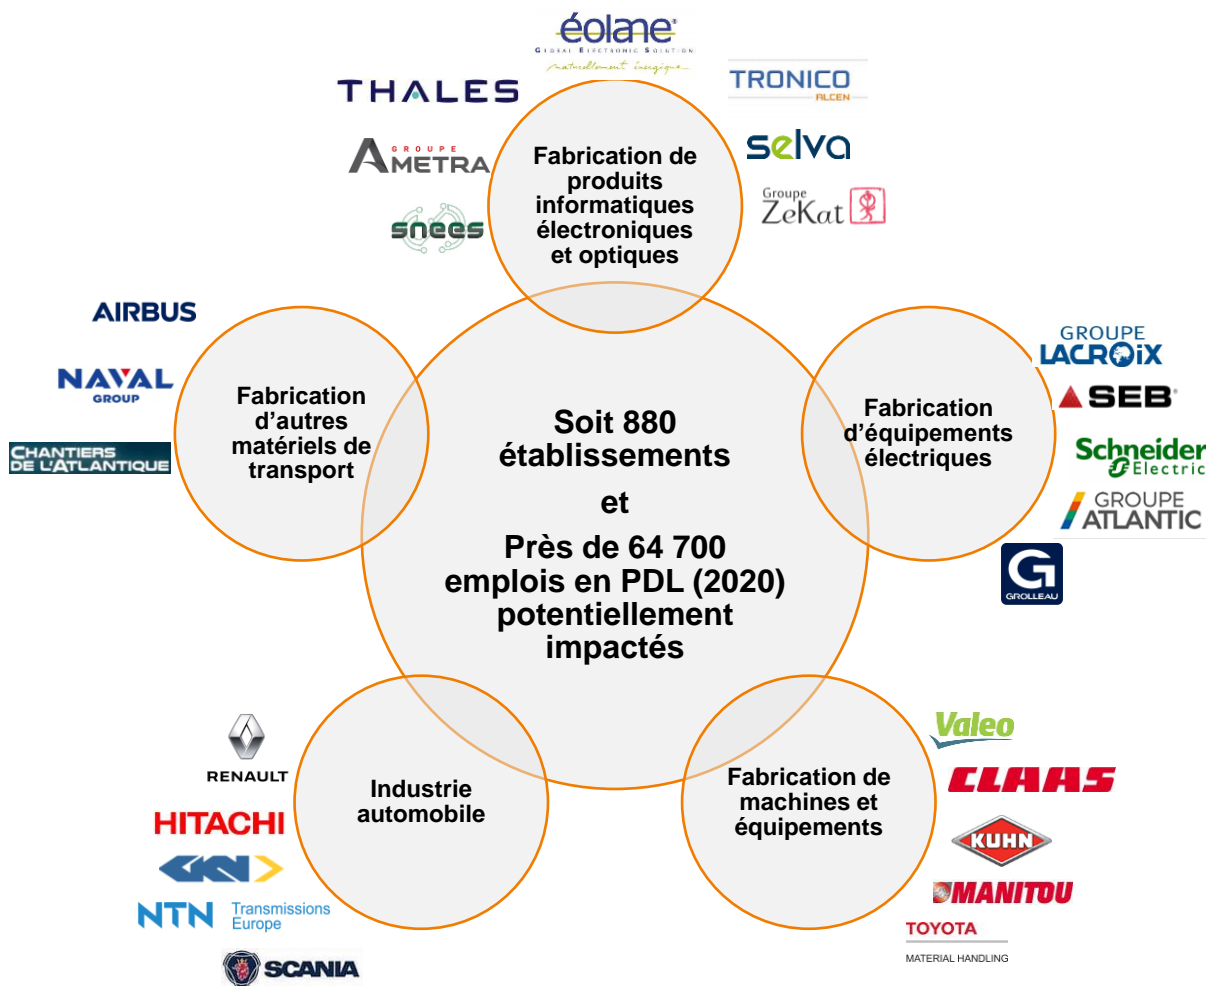 éolane
GLOBAL ELECTRONIC SOLUTION
naturellement énergique
THALES
TRONICO
ALCEN
GROUPE
AMETRA
selva
snees
Groupe
ZeKat
Fabrication de
produits
informatiques
électroniques
et optiques
AIRBUS
NAVAL
GROUP
CHANTIERS
DE L'ATLANTIQUE
Fabrication
d’autres
matériels de
transport
Soit 880
établissements
et
Près de 64 700
emplois en PDL (2020)
potentiellement
impactés
Fabrication
d’équipements
électriques
GROUPE
LACROIX
SEB
Schneider
Electric
GROUPE
ATLANTIC
G
GROLLEAU
RENAULT
HITACHI
GKN
NTN Transmissions
Europe
SCANIA
Industrie
automobile
Fabrication de
machines et
équipements
Valeo
CLAAS
KUHN
MANITOU
TOYOTA
MATERIAL HANDLING